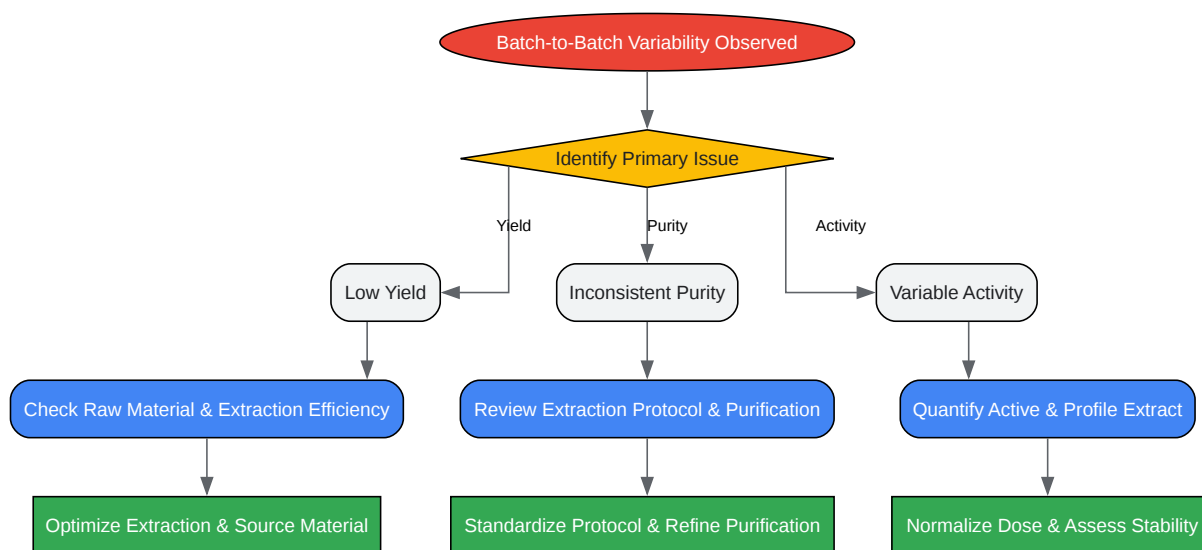 Batch-to-Batch Variability Observed
Identify Primary Issue
Yield
Purity
Activity
Low Yield
Inconsistent Purity
Variable Activity
Check Raw Material & Extraction Efficiency
Review Extraction Protocol & Purification
Quantify Active & Profile Extract
Optimize Extraction & Source Material
Standardize Protocol & Refine Purification
Normalize Dose & Assess Stability